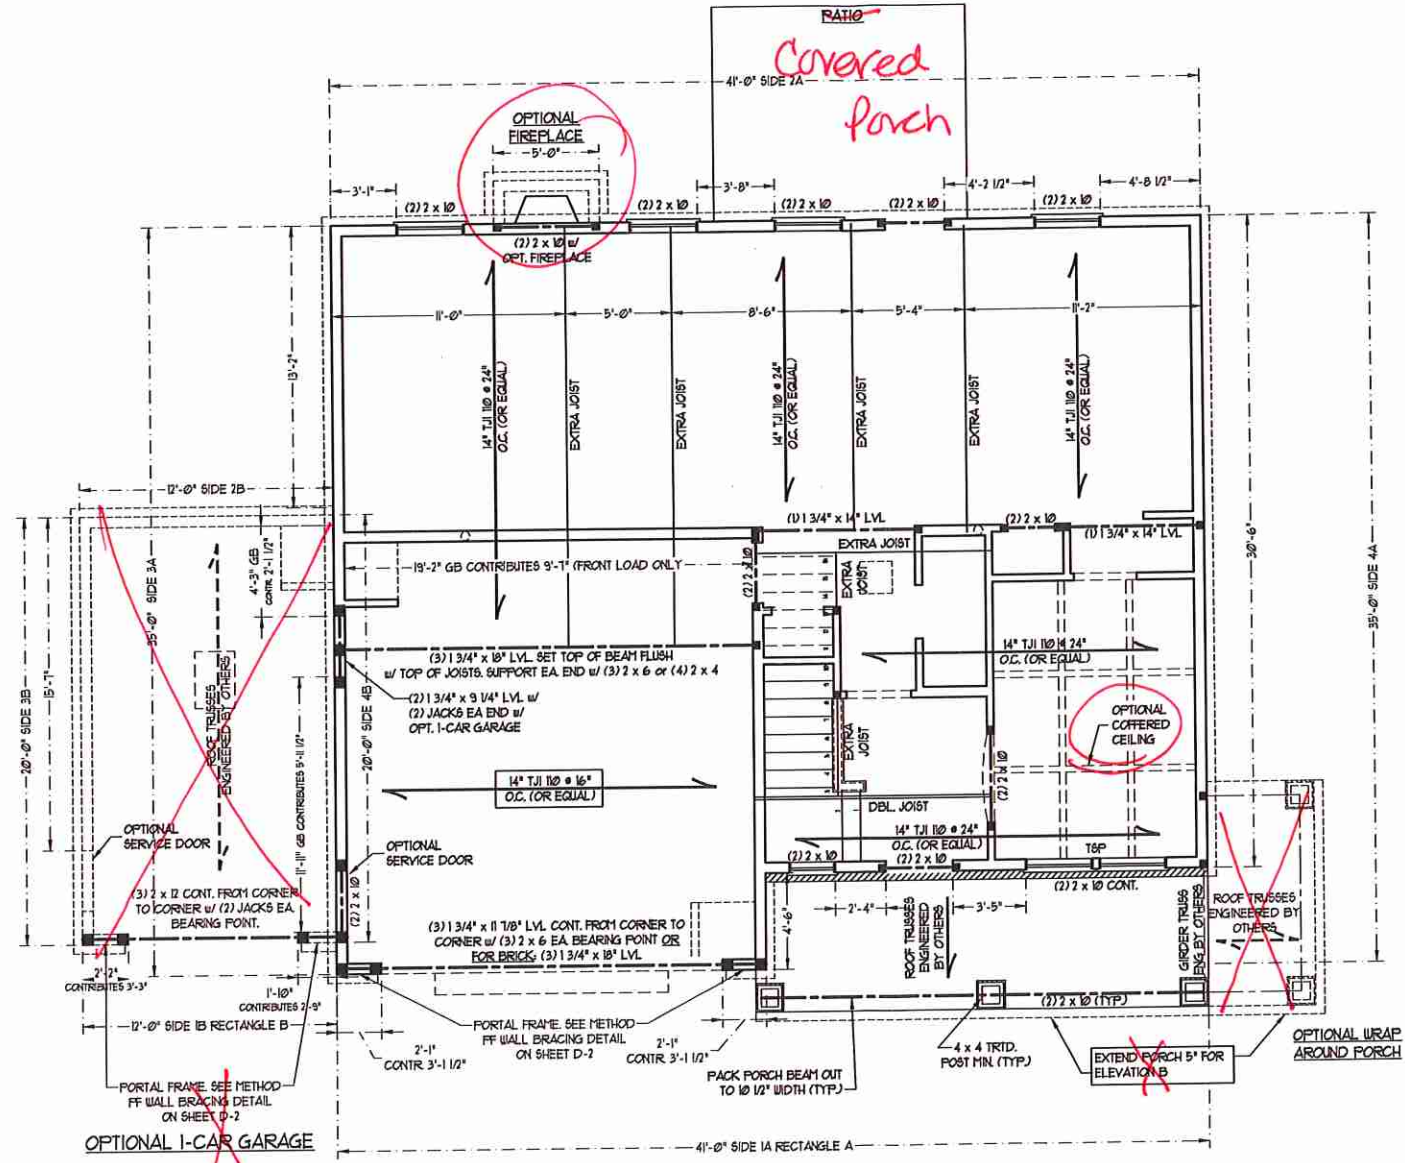 PATIO
Covered
Porch
41'-0" SIDE 2A
OPTIONAL
FIREPLACE
5'-0"
3'-1"
3'-8"
4'-2 1/2"
4'-8 1/2"
(2) 2 x 10
(2) 2 x 10
(2) 2 x 10
(2) 2 x 10
(2) 2 x 10
(2) 2 x 10 w/
OPT. FIREPLACE
11'-0"
5'-0"
8'-6"
5'-4"
11'-2"
13'-2"
14" TJI 110 @ 24"
O.C. (OR EQUAL)
EXTRA JOIST
EXTRA JOIST
14" TJI 110 @ 24"
O.C. (OR EQUAL)
EXTRA JOIST
EXTRA JOIST
14" TJI 110 @ 24"
O.C. (OR EQUAL)
12'-0" SIDE 2B
35'-0" SIDE 3A
20'-0" SIDE 3B
15'-7"
4'-3" GB
CONTR. 2'-1 1/2"
ROOF TRUSSES
ENGINEERED BY OTHERS
20'-0" SIDE 4B
30'-6"
35'-0" SIDE 4A
(1) 1 3/4" x 14" LVL
(2) 2 x 10
(1) 1 3/4" x 14" LVL
EXTRA JOIST
19'-2" GB CONTRIBUTES 9'-7" (FRONT LOAD ONLY
(2) 2 x 10
EXTRA
JOIST
(3) 1 3/4" x 18" LVL. SET TOP OF BEAM FLUSH
w/ TOP OF JOISTS. SUPPORT EA. END w/ (3) 2 x 6 or (4) 2 x 4
14" TJI 110 @ 24"
O.C. (OR EQUAL)
(2) 1 3/4" x 9 1/4" LVL w/
(2) JACKS EA END w/
OPT. 1-CAR GARAGE
OPTIONAL
COFFERED
CEILING
11'-11" GB CONTRIBUTES 5'-11 1/2"
EXTRA
JOIST
(2) 2 x 10
14" TJI 110 @ 16"
O.C. (OR EQUAL)
DBL. JOIST
14" TJI 110 @ 24"
O.C. (OR EQUAL)
OPTIONAL
SERVICE DOOR
OPTIONAL
SERVICE DOOR
(2) 2 x 10
(2) 2 x 10
TSP
(2) 2 x 10 CONT.
(3) 2 x 12 CONT. FROM CORNER
TO CORNER w/ (2) JACKS EA.
BEARING POINT.
(2) 2 x 10
(3) 1 3/4" x 11 7/8" LVL CONT. FROM CORNER TO
CORNER w/ (3) 2 x 6 EA. BEARING POINT OR
FOR BRICK: (3) 1 3/4" x 18" LVL
4'-6"
2'-4"
3'-5"
ROOF TRUSSES
ENGINEERED
BY OTHERS
GIRDER TRUSS
ENG. BY OTHERS
ROOF TRUSSES
ENGINEERED BY
OTHERS
(2) 2 x 10 (TYP.)
2'-2"
CONTRIBUTES 3'-3"
1'-10"
CONTRIBUTES 2'-9"
12'-0" SIDE 1B RECTANGLE B
PORTAL FRAME. SEE METHOD
PF WALL BRACING DETAIL
ON SHEET D-2
2'-1"
CONTR. 3'-1 1/2"
2'-1"
CONTR. 3'-1 1/2"
4 x 4 TRTD.
POST MIN. (TYP.)
PACK PORCH BEAM OUT
TO 10 1/2" WIDTH (TYP.)
EXTEND PORCH 5" FOR
ELEVATION B
OPTIONAL WRAP
AROUND PORCH
PORTAL FRAME. SEE METHOD
PF WALL BRACING DETAIL
ON SHEET D-2
OPTIONAL 1-CAR GARAGE
41'-0" SIDE 1A RECTANGLE A